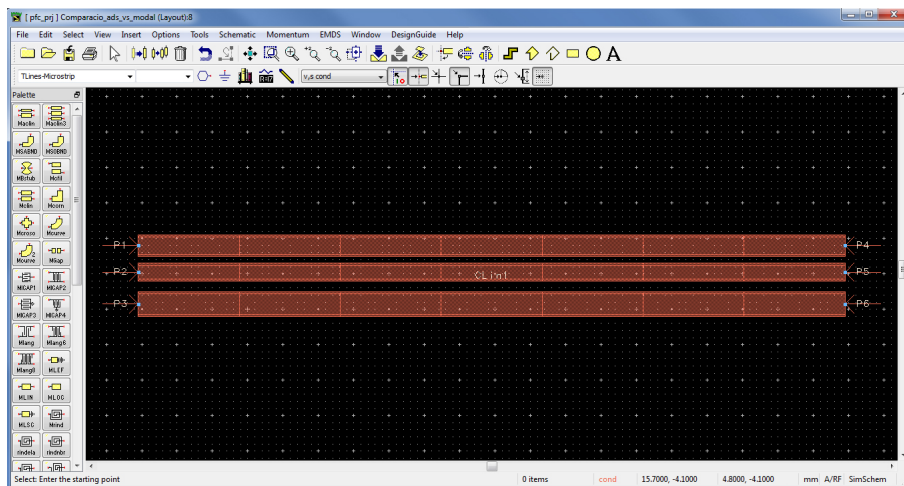 [ pfc_prj ] Comparacio_ads_vs_modal (Layout):8
File Edit Select View Insert Options Tools Schematic Momentum EMDS Window DesignGuide Help
TLines-Microstrip
v,s cond
Palette
Maclin Maclin3
MSABND MSOBND
MBstub Mcfil
Mclin Mcorn
Mcroso Mcurve
Mcurve MGap
MICAP1 MICAP2
MICAP3 MICAP4
Mlang Mlang6
Mlang8 MLEF
MLIN MLOC
MLSC Mrind
rindela rindnbr
P1 P4
P2 CLin1 P5
P3 P6
Select: Enter the starting point 0 items cond 15.7000, -4.1000 4.8000, -4.1000 mm A/RF SimSchem